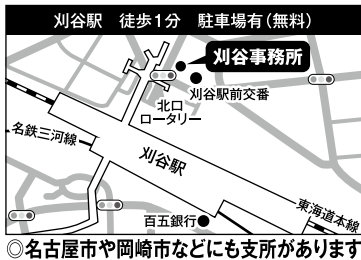 刈谷駅 徒歩1分 駐車場有(無料)
刈谷事務所
刈谷駅前交番
北口
ロータリー
名鉄三河線
刈谷駅
東海道本線
百五銀行
◎名古屋市や岡崎市などにも支所があります